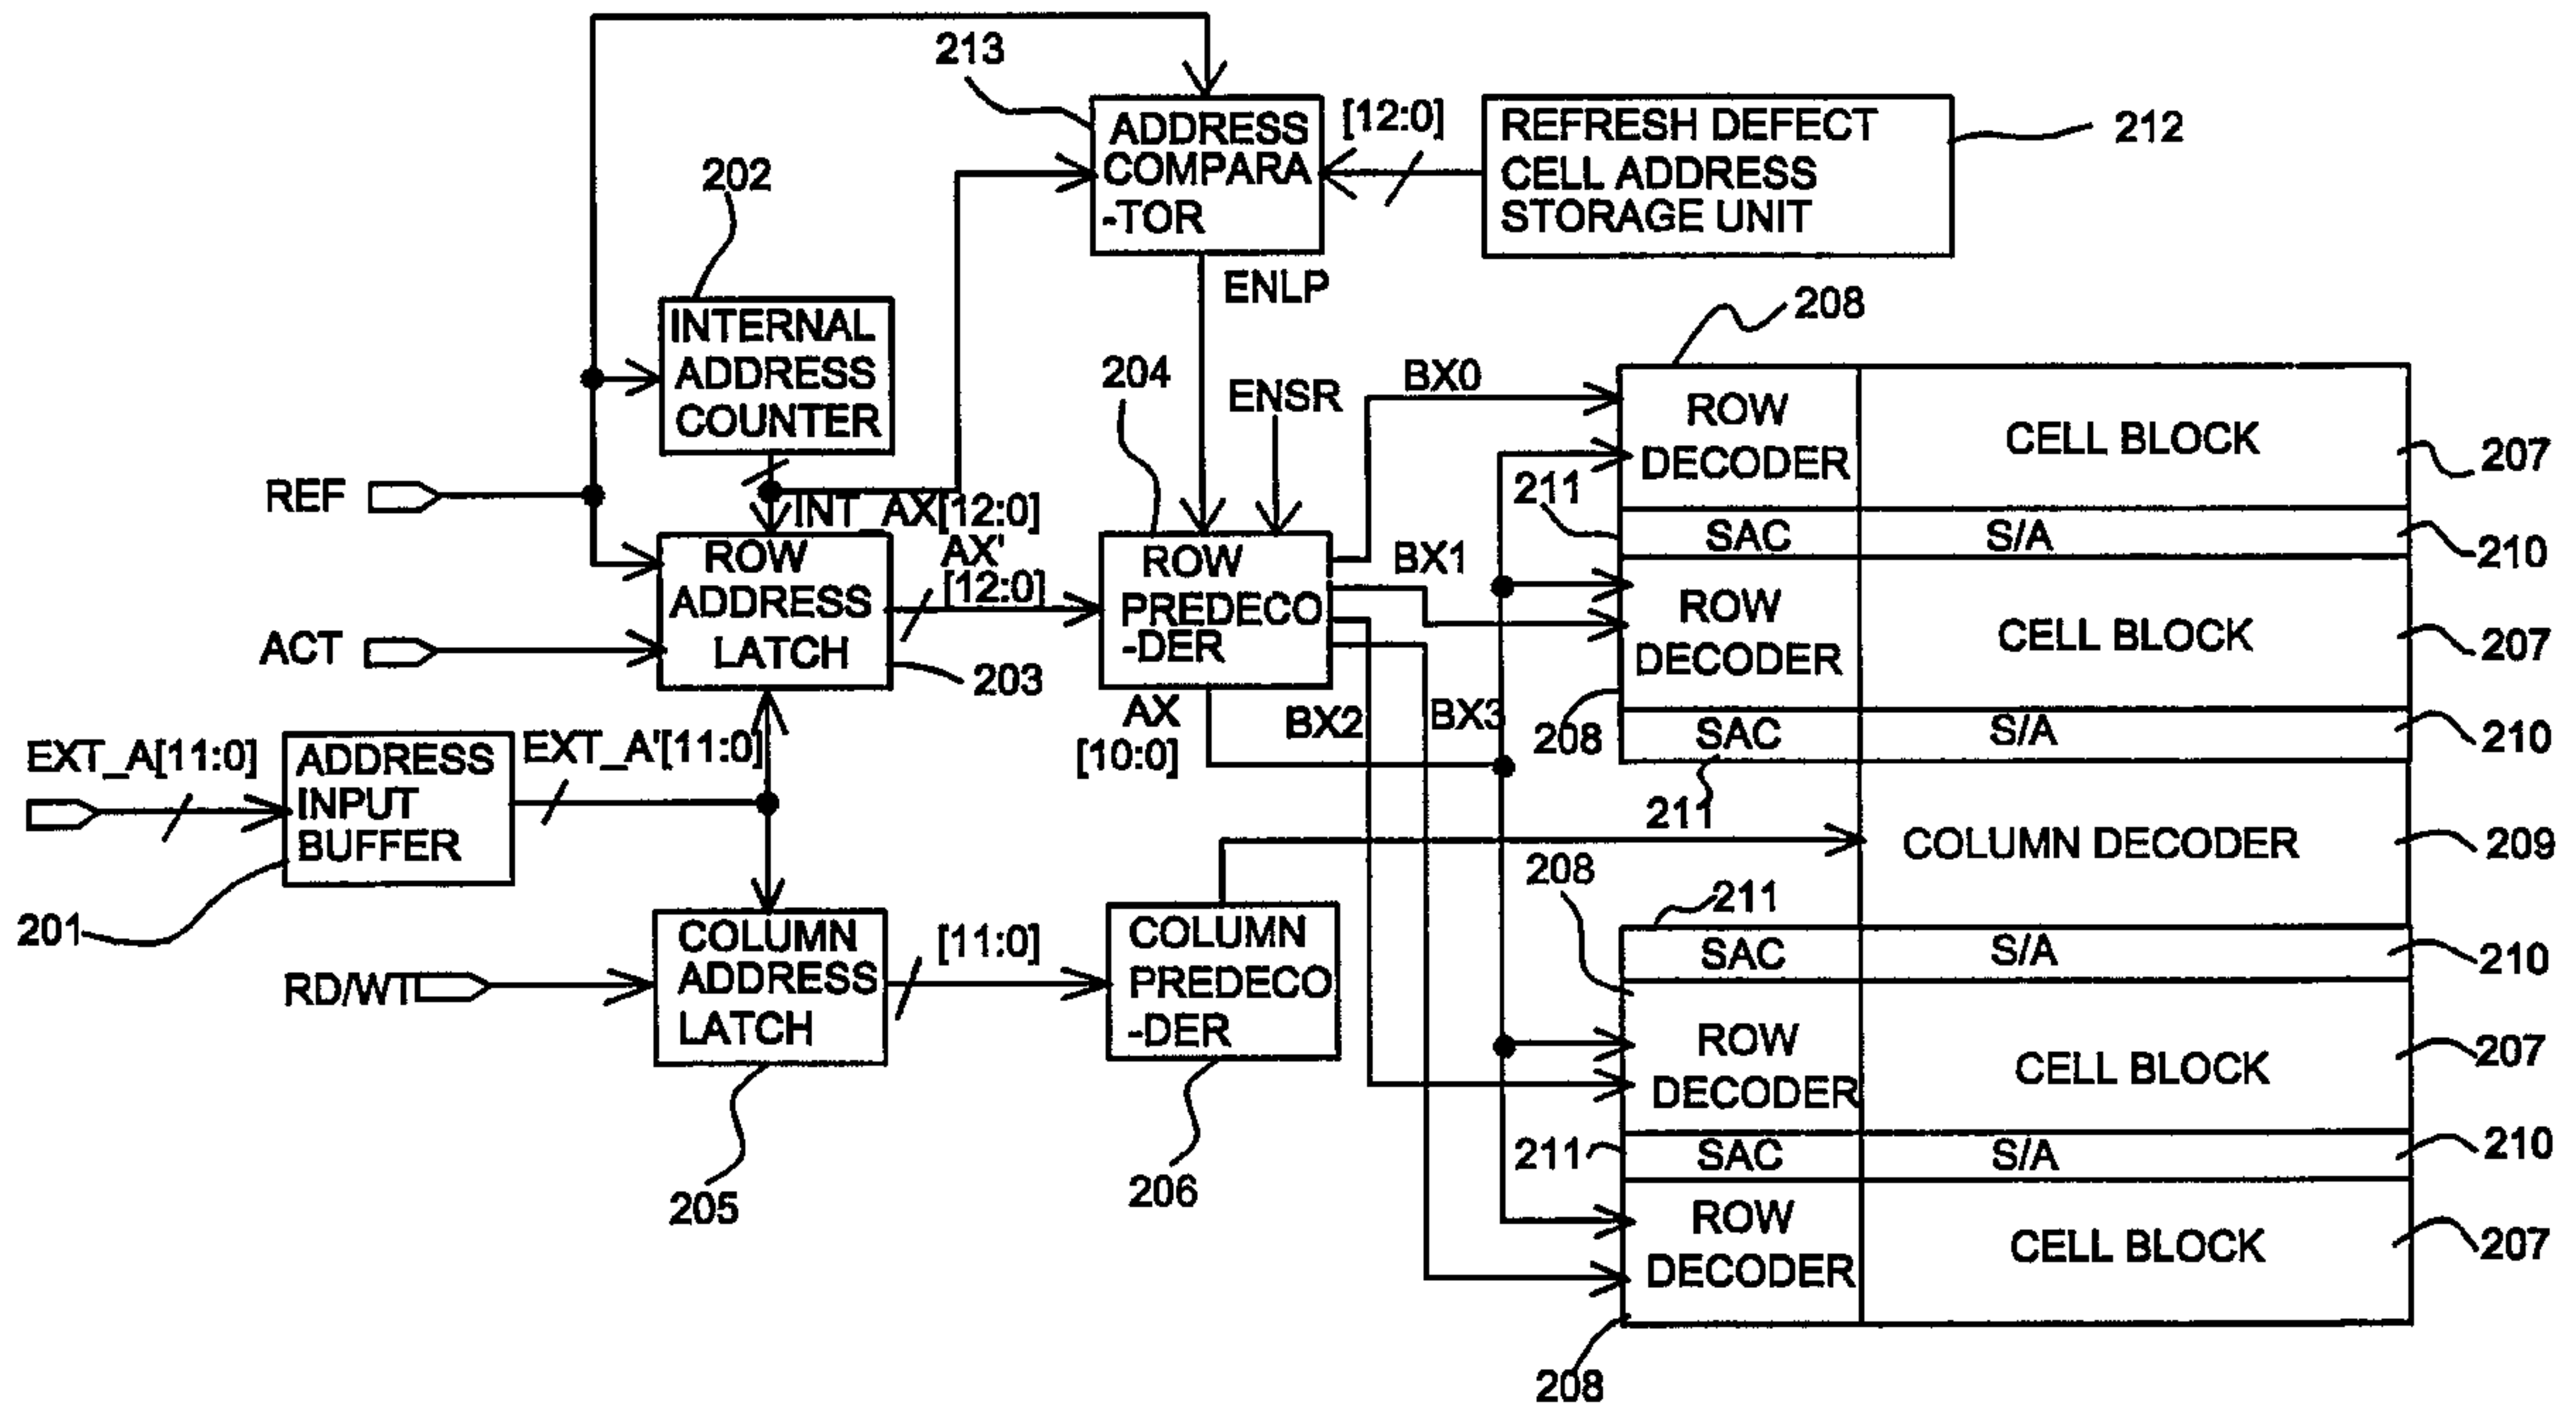 213
ADDRESS
COMPARA
-TOR
[12:0]
REFRESH DEFECT
CELL ADDRESS
STORAGE UNIT
212
202
ENLP
INTERNAL
ADDRESS
COUNTER
204
ENSR
BX0
208
ROW
DECODER
CELL BLOCK
207
REF
INT_AX[12:0]
211
SAC
S/A
210
ROW
ADDRESS
LATCH
AX'
[12:0]
ROW
PREDECO
-DER
BX1
ROW
DECODER
CELL BLOCK
207
ACT
203
AX
[10:0]
BX2
BX3
208
SAC
S/A
210
EXT_A[11:0]
ADDRESS
INPUT
BUFFER
EXT_A'[11:0]
211
COLUMN DECODER
209
201
208
211
COLUMN
ADDRESS
LATCH
[11:0]
COLUMN
PREDECO
-DER
SAC
S/A
210
RD/WT
ROW
DECODER
CELL BLOCK
207
205
206
211
SAC
S/A
210
ROW
DECODER
CELL BLOCK
207
208